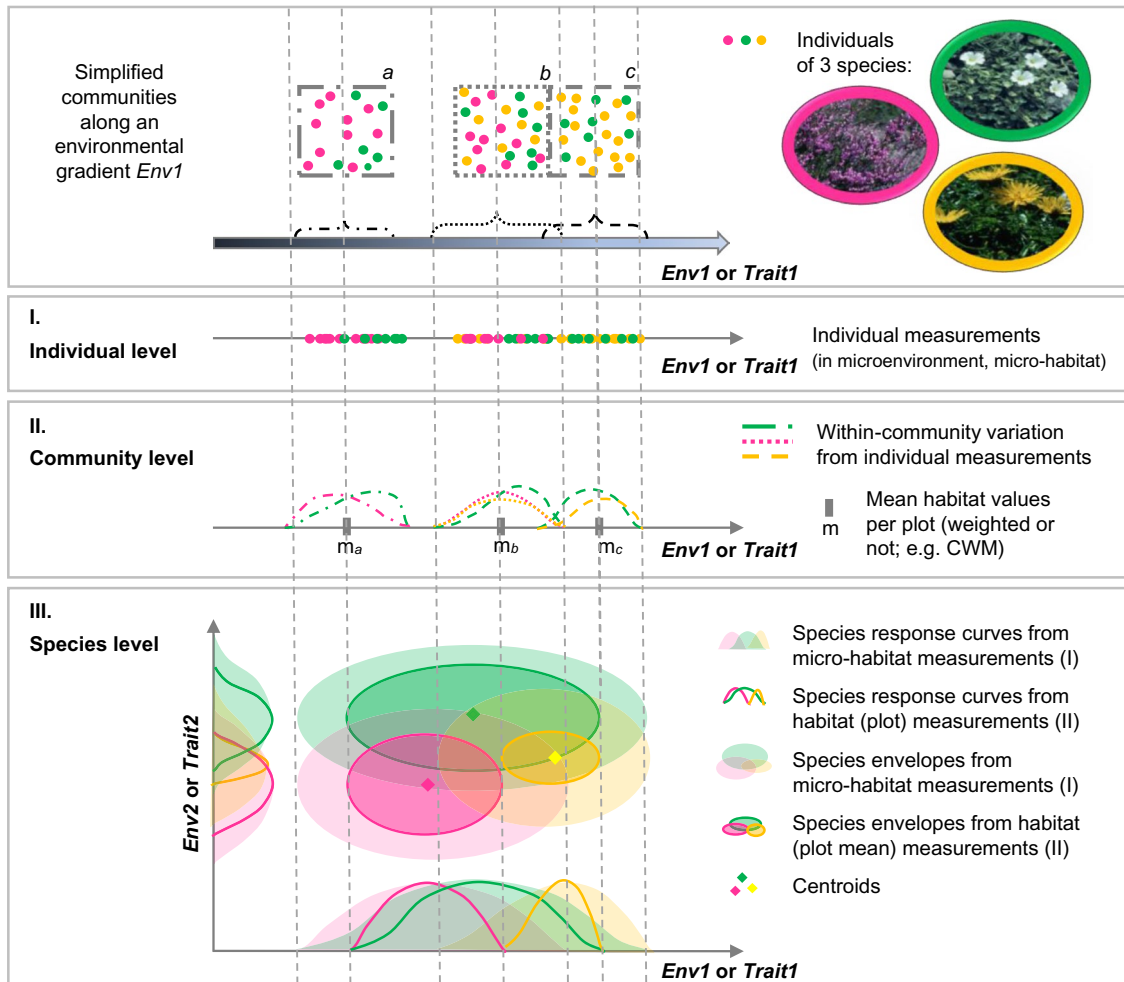 Simplified
communities
along an
environmental
gradient Env1
a
b
c
Individuals
of 3 species:
Env1 or Trait1
I.
Individual level
Env1 or Trait1
Individual measurements
(in microenvironment, micro-habitat)
II.
Community level
ma
mb
mc
Env1 or Trait1
Within-community variation
from individual measurements
m
Mean habitat values
per plot (weighted or
not; e.g. CWM)
III.
Species level
Env2 or Trait2
Env1 or Trait1
Species response curves from
micro-habitat measurements (I)
Species response curves from
habitat (plot) measurements (II)
Species envelopes from
micro-habitat measurements (I)
Species envelopes from habitat
(plot mean) measurements (II)
Centroids